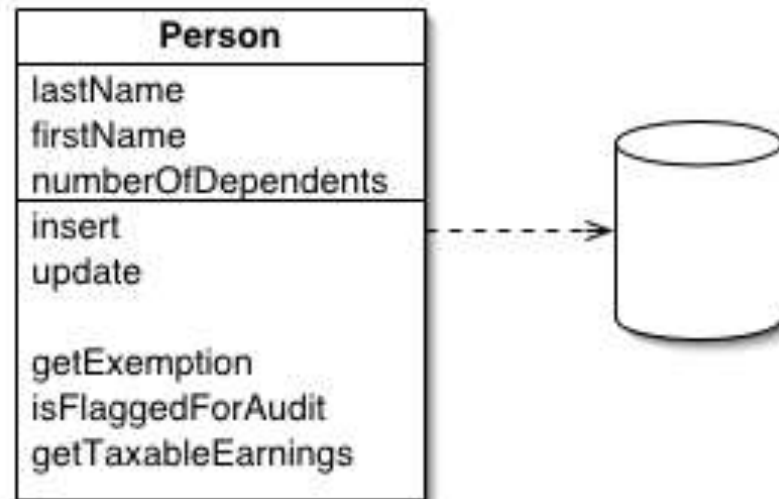 Person
lastName
firstName
numberOfDependents
insert
update
getExemption
isFlaggedForAudit
getTaxableEarnings